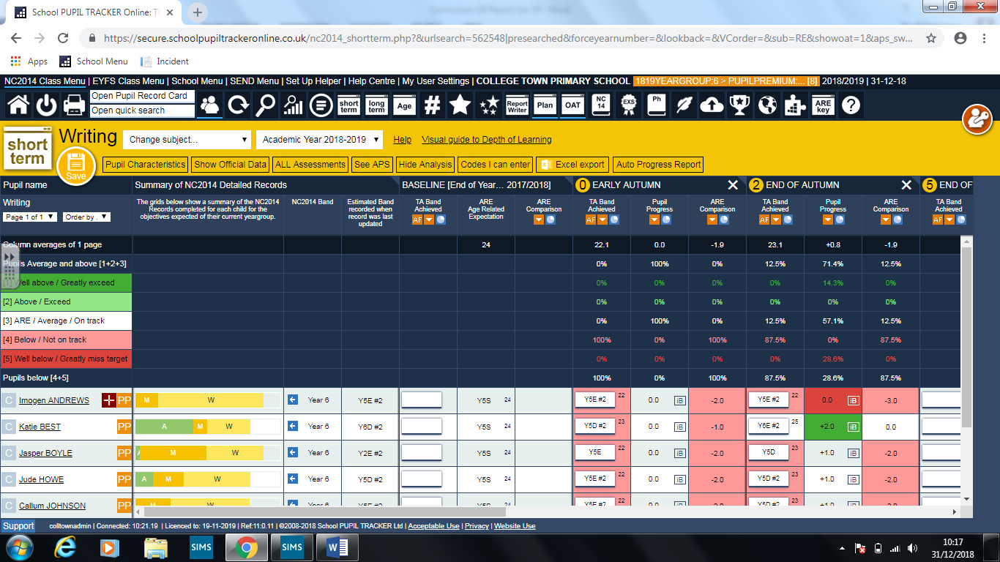 School PUPIL TRACKER Online: T
https://secure.schoolpupiltrackeronline.co.uk/nc2014_shortterm.php?&urlsearch=562548|presearched&forceyearnumber=&lookback=&VCorder=&sub=RE&showoat=1&aps_sw...
Apps School Menu Incident
NC2014 Class Menu | EYFS Class Menu | School Menu | SEND Menu | Set Up Helper | Help Centre | My User Settings | COLLEGE TOWN PRIMARY SCHOOL 1819YEARGROUP:6 > PUPILPREMIUM:... [8] 2018/2019 | 31-12-18
Open Pupil Record Card
Open quick search
short term long term Age # Report Writer Plan OAT NC 14 EXS Ph ARE key ?
short term
Writing Change subject... Academic Year 2018-2019 Help Visual guide to Depth of Learning
Save
Pupil Characteristics Show Official Data ALL Assessments See APS Hide Analysis Codes I can enter Excel export Auto Progress Report
Pupil name Summary of NC2014 Detailed Records BASELINE [End of Year... 2017/2018] 0 EARLY AUTUMN 2 END OF AUTUMN 5 END OF
Writing
Page 1 of 1 Order by .
The grids below show a summary of the NC2014 Records completed for each child for the objectives expected of their current yeargroup.
NC2014 Band
Estimated Band recorded when record was last updated
TA Band Achieved AF
ARE Age Related Expectation
ARE Comparison
TA Band Achieved AF
Pupil Progress
ARE Comparison
TA Band Achieved AF
Pupil Progress
ARE Comparison
TA Band Achieved AF
Column averages of 1 page 24 22.1 0.0 -1.9 23.1 +0.8 -1.9
Pupils Average and above [1+2+3] 0% 100% 0% 12.5% 71.4% 12.5%
Well above / Greatly exceed 0% 0% 0% 0% 14.3% 0%
[2] Above / Exceed 0% 0% 0% 0% 0% 0%
[3] ARE / Average / On track 0% 100% 0% 12.5% 57.1% 12.5%
[4] Below / Not on track 100% 0% 100% 87.5% 0% 87.5%
[5] Well below / Greatly miss target 0% 0% 0% 0% 28.6% 0%
Pupils below [4+5] 100% 0% 100% 87.5% 28.6% 87.5%
C Imogen ANDREWS PP M W Year 6 Y5E #2 Y5S 24 Y5E #2 22 0.0 iB -2.0 Y5E #2 22 0.0 iB -3.0
C Katie BEST PP A M W Year 6 Y6D #2 Y5S 24 Y5D #2 23 0.0 iB -1.0 Y6E #2 25 +2.0 iB 0.0
C Jasper BOYLE PP A M W Year 6 Y2E #2 Y5S 24 Y5E 22 0.0 iB -2.0 Y5D 23 +1.0 iB -2.0
C Jude HOWE PP A M W Year 6 Y5D #2 Y5S 24 Y5E #2 22 0.0 iB -2.0 Y5D #2 23 +1.0 iB -2.0
C Callum JOHNSON PP M W Year 6 Y5E #2 Y5S 24 Y5E #2 22 0.0 iB -2.0 Y5D #2 23 +1.0 iB -2.0
Support colltownadmin | Connected: 10:21.19 | Licenced to: 19-11-2019 | Ref:11:0.11 | ©2008-2018 School PUPIL TRACKER Ltd | Acceptable Use | Privacy | Website Use
SIMS SIMS
10:17
31/12/2018